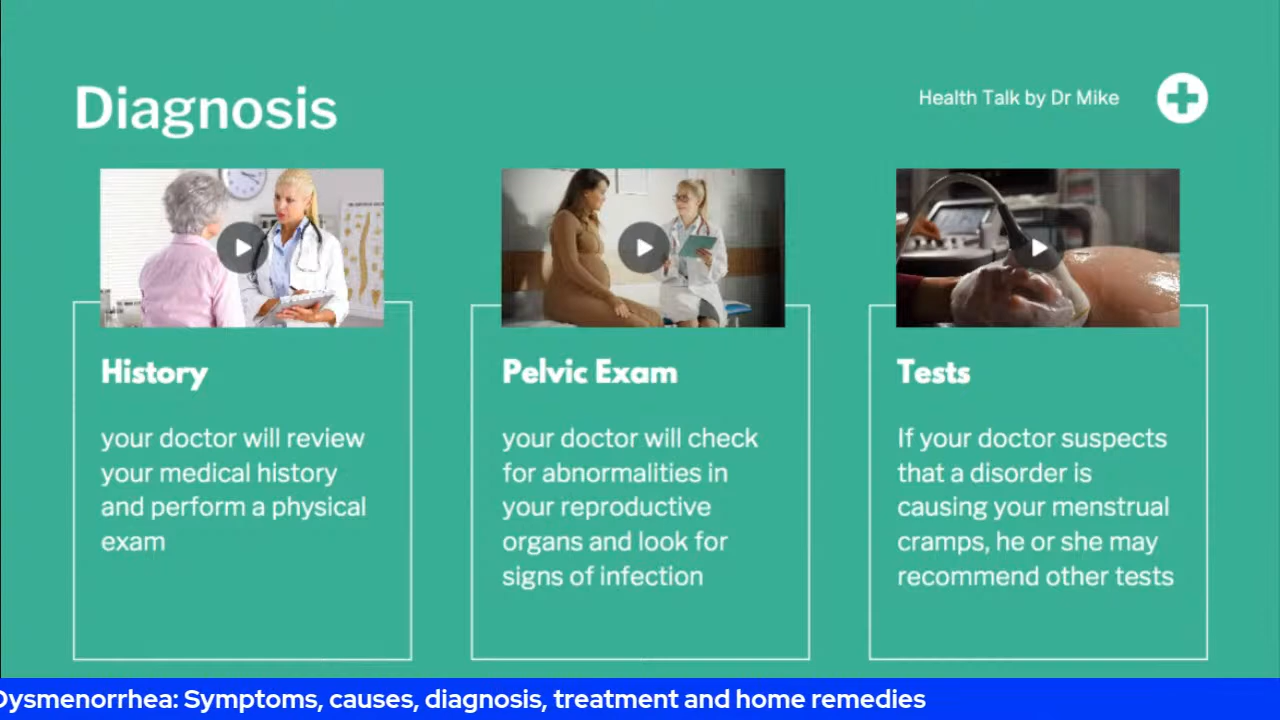 Diagnosis
Health Talk by Dr Mike
History
your doctor will review
your medical history
and perform a physical
exam
Pelvic Exam
your doctor will check
for abnormalities in
your reproductive
organs and look for
signs of infection
Tests
If your doctor suspects
that a disorder is
causing your menstrual
cramps, he or she may
recommend other tests
Dysmenorrhea: Symptoms, causes, diagnosis, treatment and home remedies